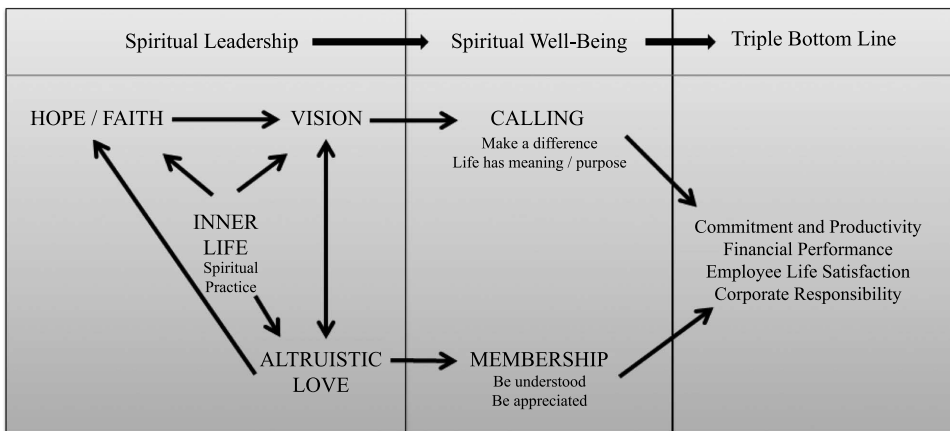 Spiritual Leadership
Spiritual Well-Being
Triple Bottom Line
HOPE / FAITH
VISION
CALLING
Make a difference
Life has meaning / purpose
INNER
LIFE
Spiritual
Practice
Commitment and Productivity
Financial Performance
Employee Life Satisfaction
Corporate Responsibility
ALTRUISTIC
LOVE
MEMBERSHIP
Be understood
Be appreciated